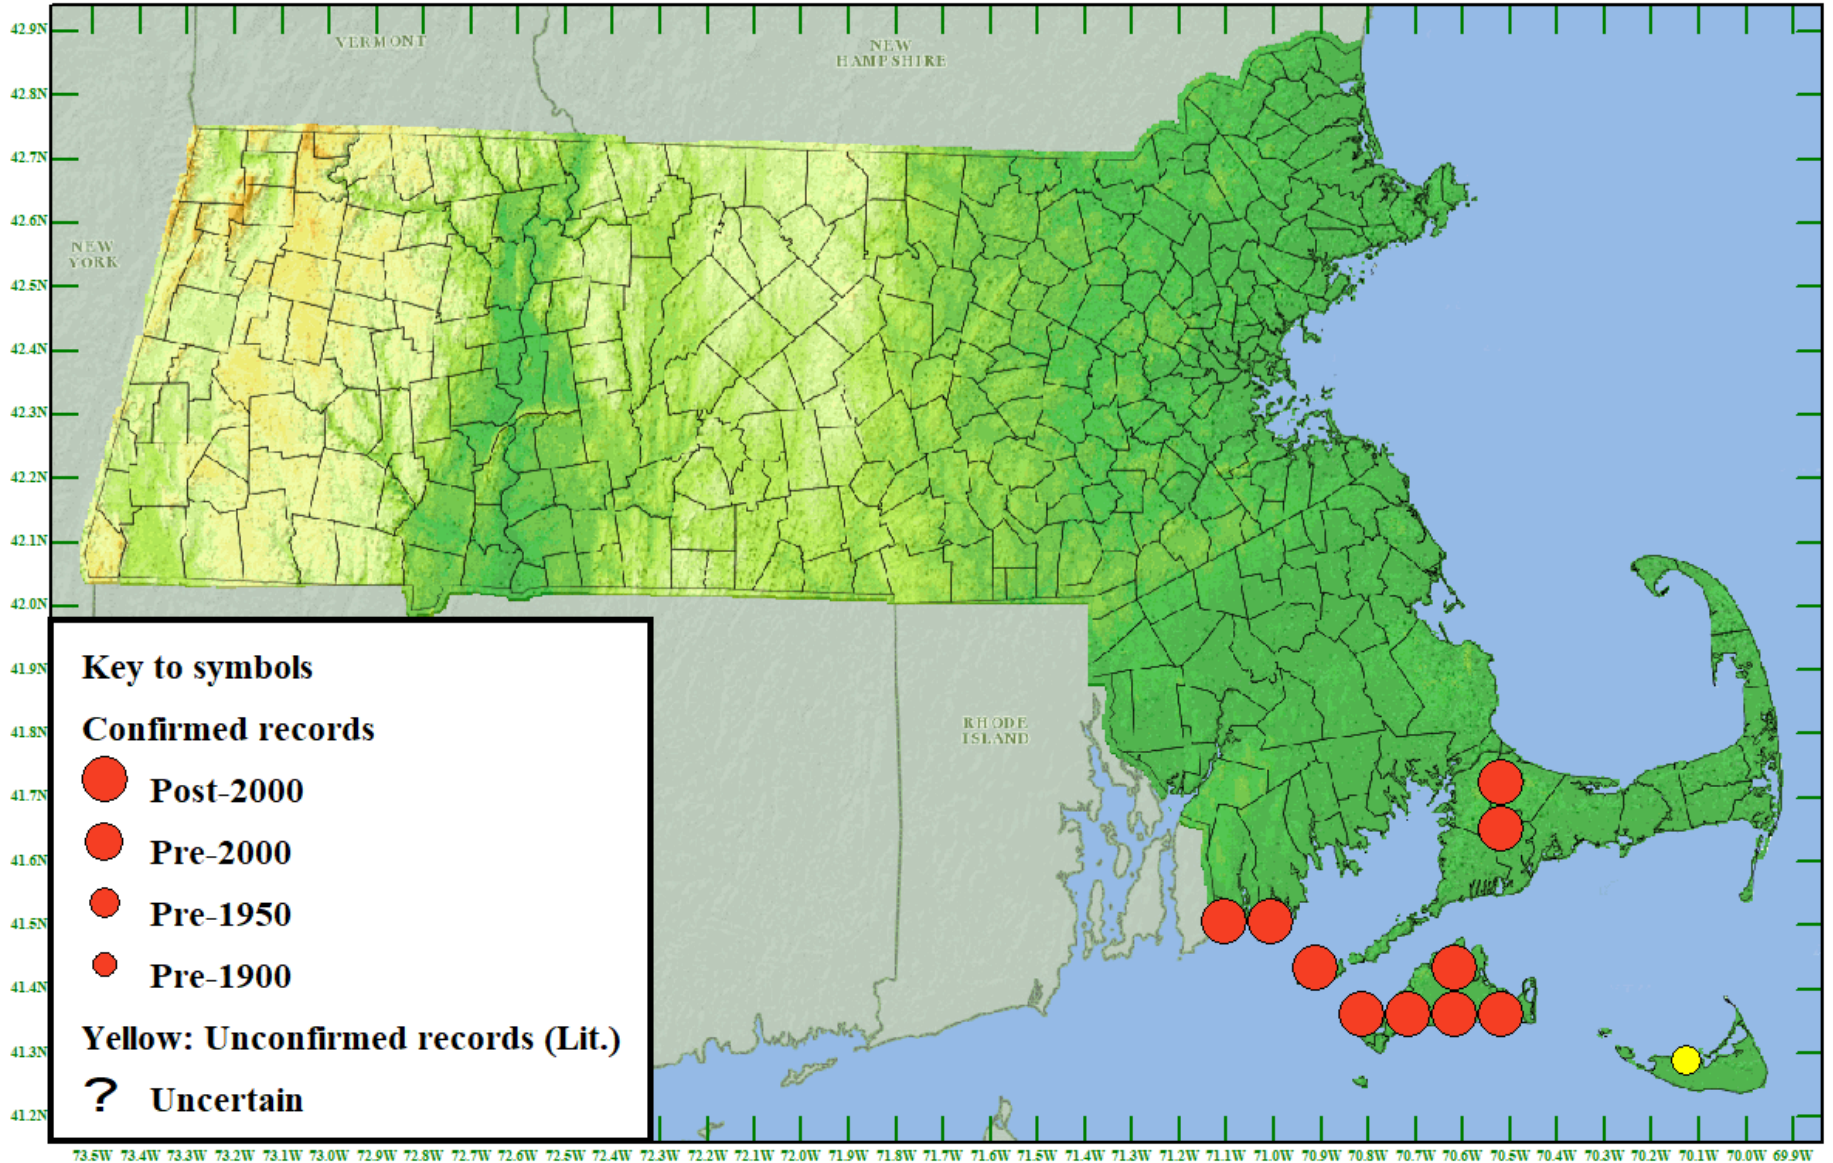 42.9N
VERMONT
NEW
HAMPSHIRE
42.8N
42.7N
42.6N
NEW
YORK
42.5N
42.4N
42.3N
42.2N
42.1N
42.0N
41.9N
41.8N
41.7N
41.6N
41.5N
41.4N
41.3N
41.2N
RHODE
ISLAND
Key to symbols
Confirmed records
Post-2000
Pre-2000
Pre-1950
Pre-1900
Yellow: Unconfirmed records (Lit.)
? Uncertain
73.5W 73.4W 73.3W 73.2W 73.1W 73.0W 72.9W 72.8W 72.7W 72.6W 72.5W 72.4W 72.3W 72.2W 72.1W 72.0W 71.9W 71.8W 71.7W 71.6W 71.5W 71.4W 71.3W 71.2W 71.1W 71.0W 70.9W 70.8W 70.7W 70.6W 70.5W 70.4W 70.3W 70.2W 70.1W 70.0W 69.9W